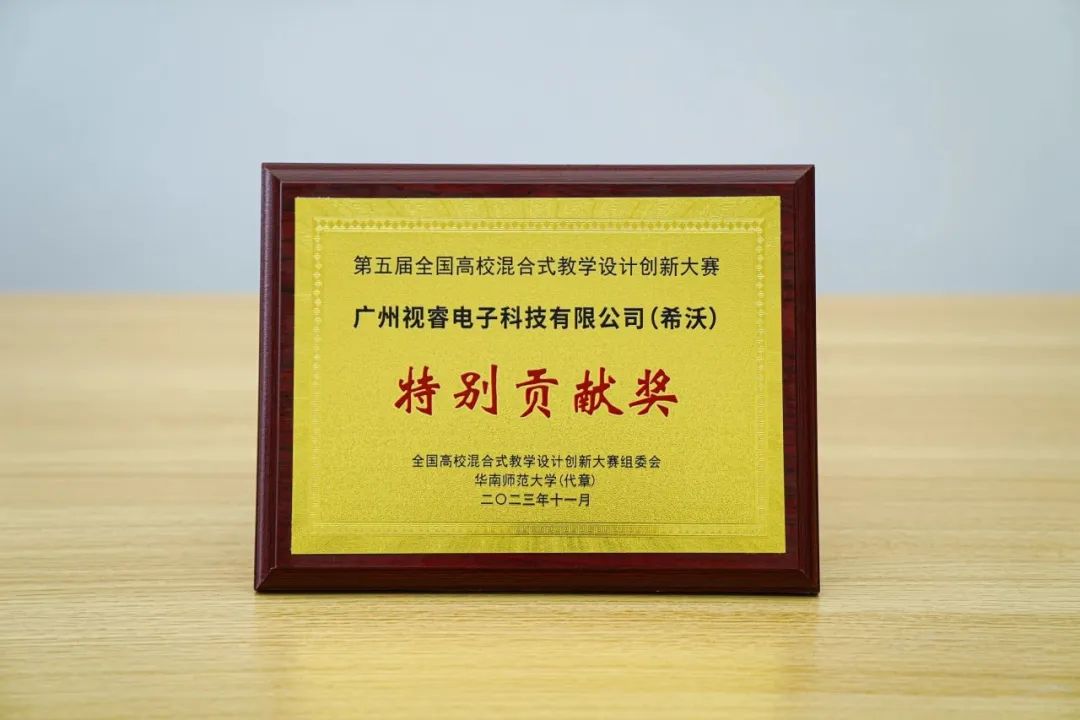 第五届全国高校混合式教学设计创新大赛
广州视睿电子科技有限公司(希沃)
特别贡献奖
全国高校混合式教学设计创新大赛组委会
华南师范大学(代章)
二〇二三年十一月